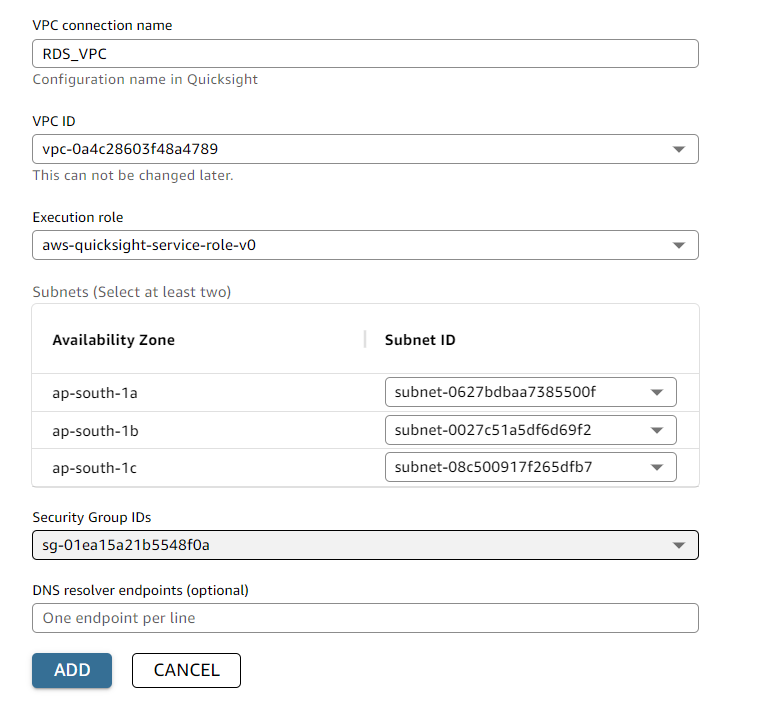 VPC connection name
RDS_VPC
Configuration name in Quicksight
VPC ID
vpc-0a4c28603f48a4789
This can not be changed later.
Execution role
aws-quicksight-service-role-v0
Subnets (Select at least two)
Availability Zone Subnet ID
ap-south-1a subnet-0627bdbaa7385500f
ap-south-1b subnet-0027c51a5df6d69f2
ap-south-1c subnet-08c500917f265dfb7
Security Group IDs
sg-01ea15a21b5548f0a
DNS resolver endpoints (optional)
One endpoint per line
ADD CANCEL